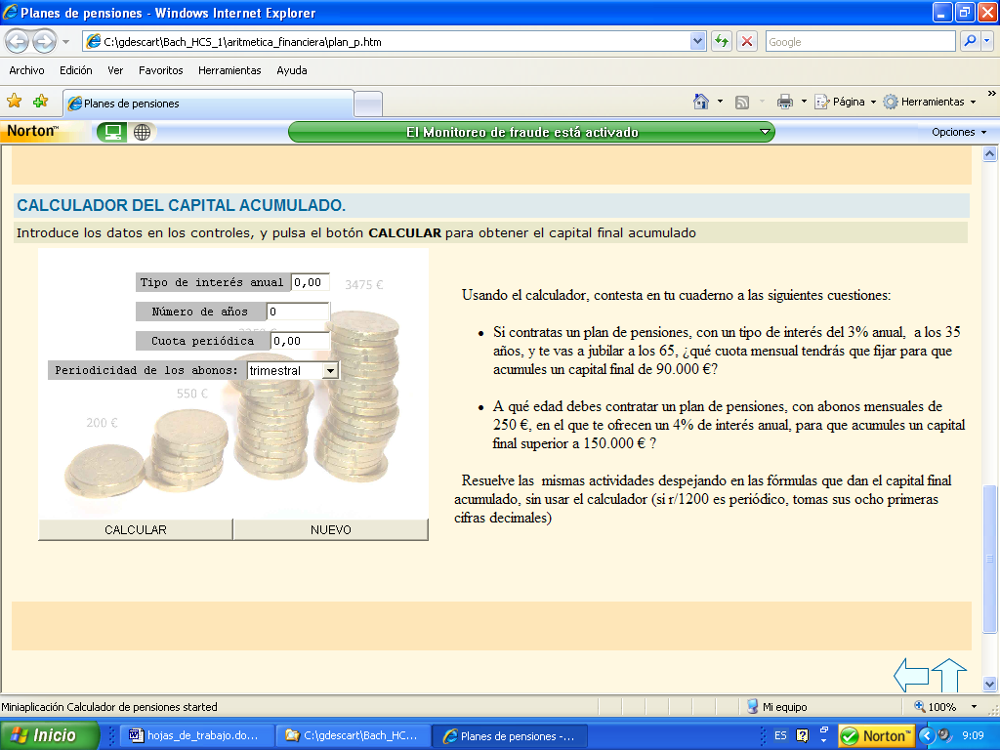 Planes de pensiones - Windows Internet Explorer
C:\gdescart\Bach_HCS_1\aritmetica_financiera\plan_p.htm
Google
Archivo Edición Ver Favoritos Herramientas Ayuda
Planes de pensiones
Página
Herramientas
Norton™
El Monitoreo de fraude está activado
Opciones
CALCULADOR DEL CAPITAL ACUMULADO.
Introduce los datos en los controles, y pulsa el botón CALCULAR para obtener el capital final acumulado
Tipo de interés anual 0,00
3475 €
Número de años 0
Cuota periódica 0,00
Periodicidad de los abonos: trimestral
550 €
200 €
CALCULAR
NUEVO
Usando el calculador, contesta en tu cuaderno a las siguientes cuestiones:
• Si contratas un plan de pensiones, con un tipo de interés del 3% anual, a los 35
años, y te vas a jubilar a los 65, ¿qué cuota mensual tendrás que fijar para que
acumules un capital final de 90.000 €?
• A qué edad debes contratar un plan de pensiones, con abonos mensuales de
250 €, en el que te ofrecen un 4% de interés anual, para que acumules un capital
final superior a 150.000 € ?
Resuelve las mismas actividades despejando en las fórmulas que dan el capital final
acumulado, sin usar el calculador (si r/1200 es periódico, tomas sus ocho primeras
cifras decimales)
Miniaplicación Calculador de pensiones started
Mi equipo
100%
Inicio
hojas_de_trabajo.do...
C:\gdescart\Bach_HC...
Planes de pensiones -...
ES
Norton™
9:09